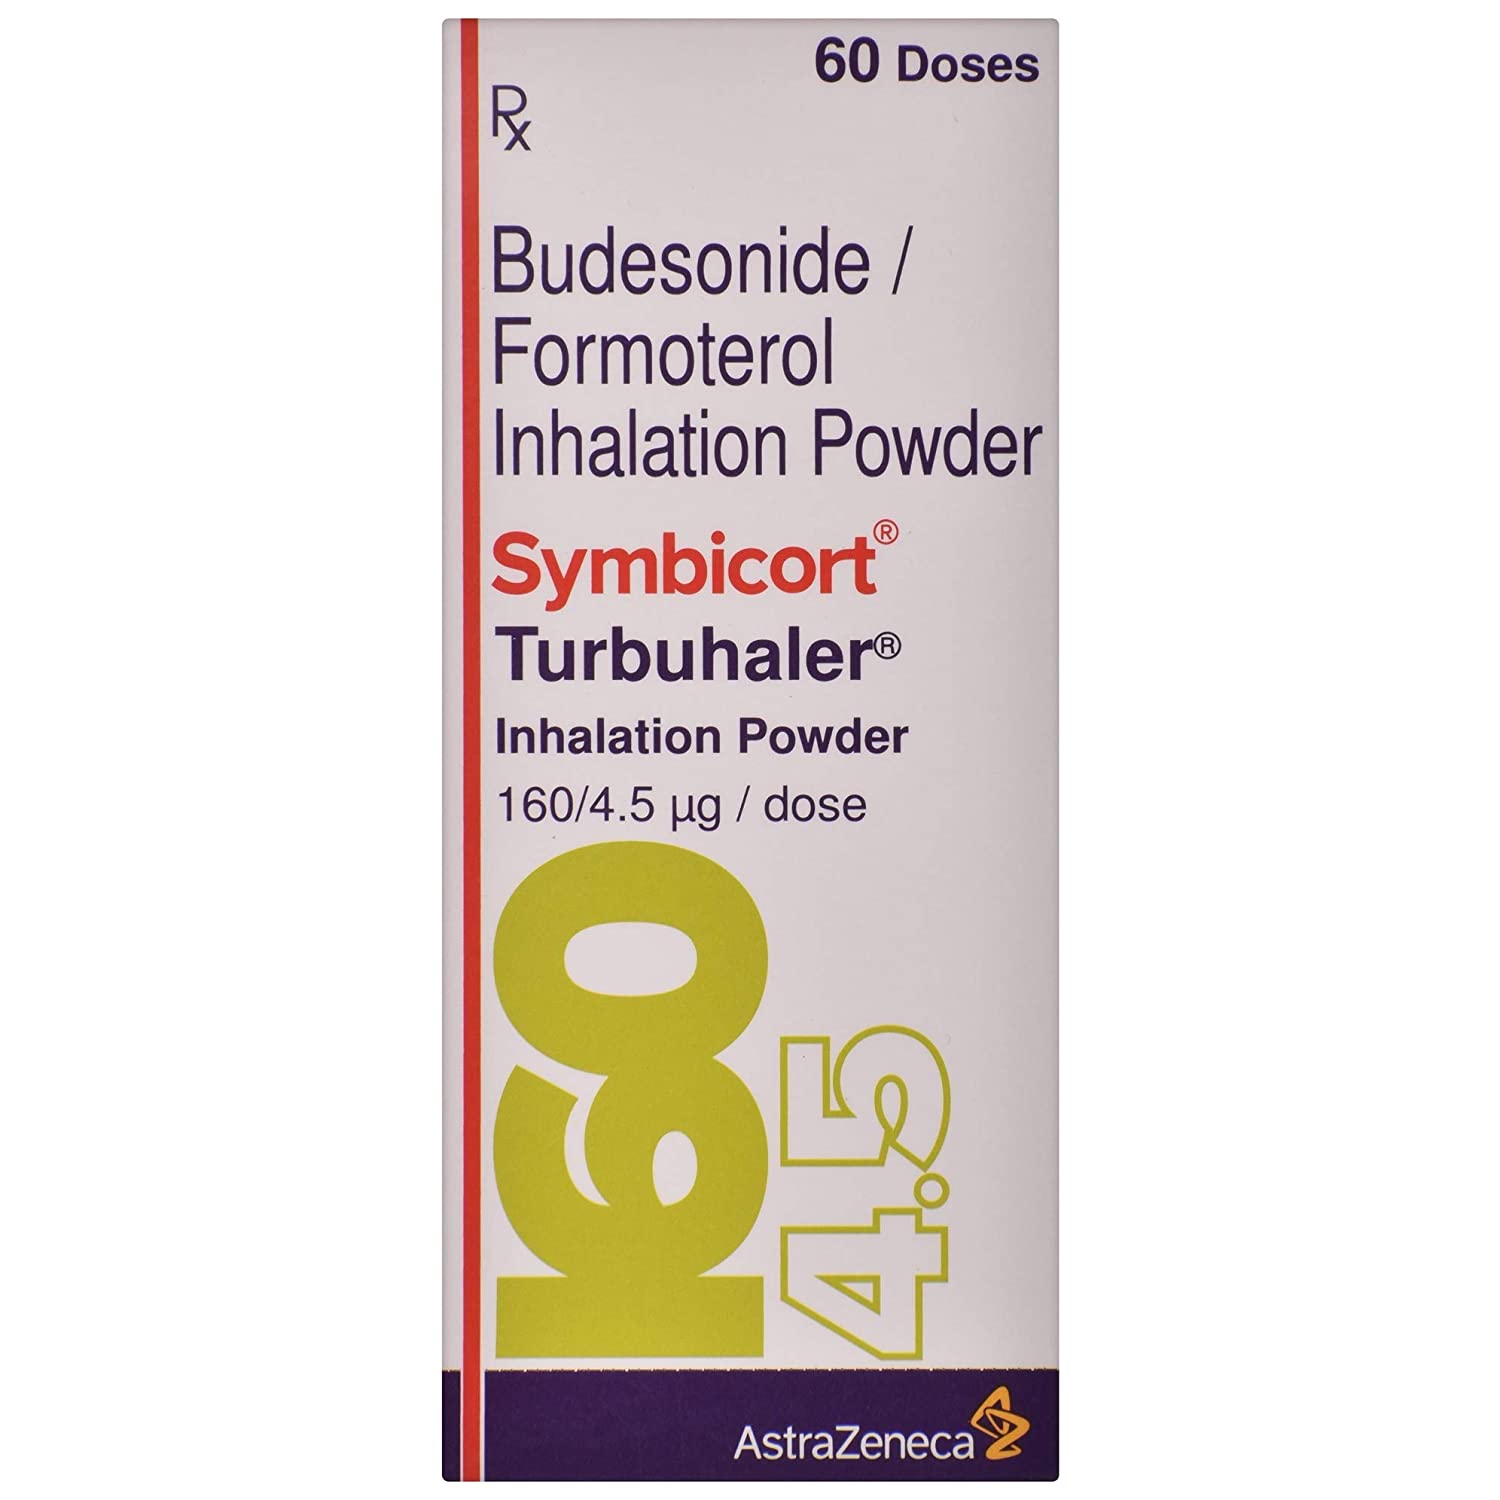 60 Doses
Rx
Budesonide /
Formoterol
Inhalation Powder
Symbicort®
Turbuhaler®
Inhalation Powder
160/4.5 µg / dose
160
4.5
AstraZeneca